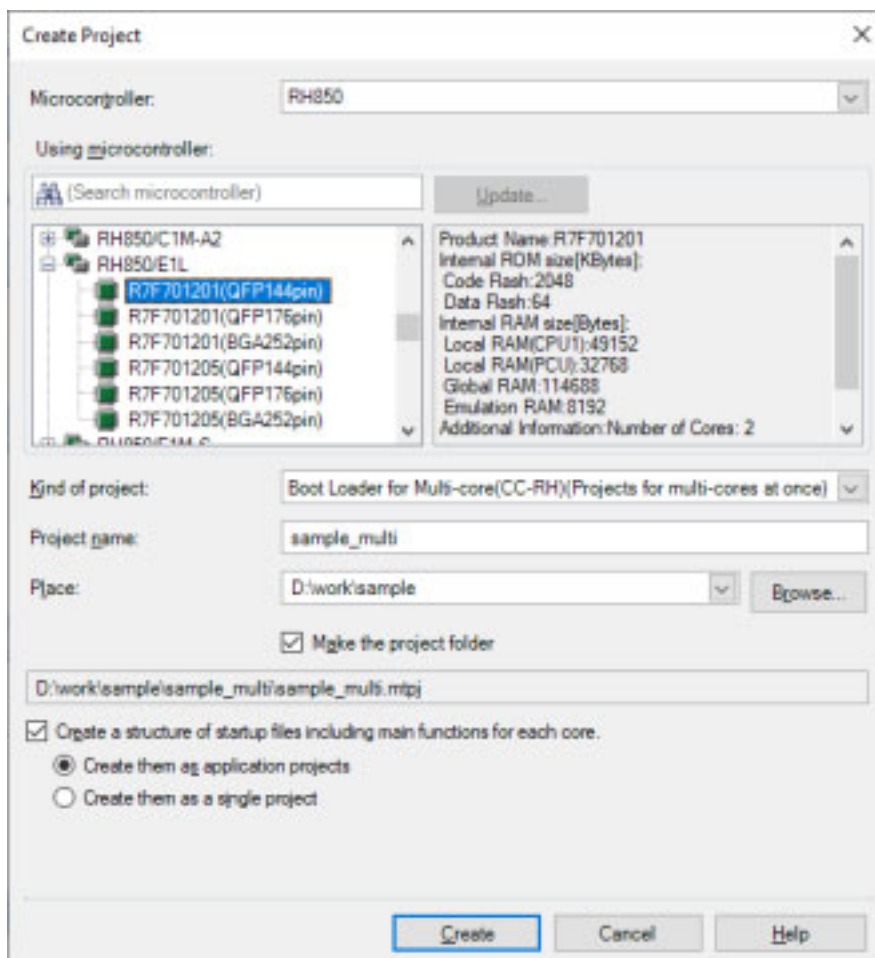 Create Project
Microcontroller:
RH850
Using microcontroller:
(Search microcontroller)
Update...
RH850/C1M-A2
RH850/E1L
R7F701201(QFP144pin)
R7F701201(QFP176pin)
R7F701201(BGA252pin)
R7F701205(QFP144pin)
R7F701205(QFP176pin)
R7F701205(BGA252pin)
Product Name:R7F701201
Internal ROM size[KBytes]:
Code Flash:2048
Data Flash:64
Internal RAM size[Bytes]:
Local RAM(CPU1):49152
Local RAM(PCU):32768
Global RAM:114688
Emulation RAM:8192
Additional Information:Number of Cores: 2
Kind of project:
Boot Loader for Multi-core(CC-RH)(Projects for multi-cores at once)
Project name:
sample_multi
Place:
D:\work\sample
Browse...
Make the project folder
D:\work\sample\sample_multi\sample_multi.mtpj
Create a structure of startup files including main functions for each core.
Create them as application projects
Create them as a single project
Create
Cancel
Help